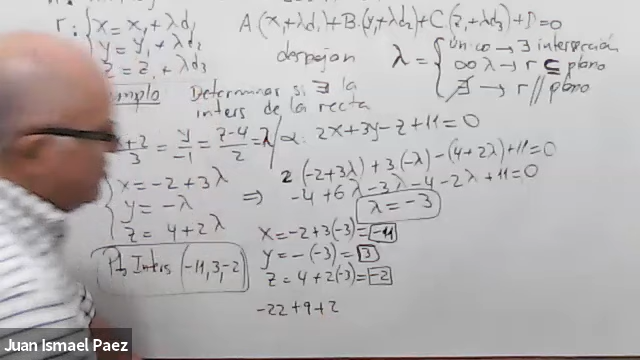 r: { x = x₁ + λd₁
y = y₁ + λd₂
z = z₁ + λd₃
A(x₁+λd₁)+B.(y₁+λd₂)+C(z₁+λd₃)+D=0
despejan λ = { único → ∃ intersección
∞ λ → r ⊆ plano
∄ → r // plano
Determinar si ∃ la
inters de la recta
+2/3 = y/-1 = z-4/2 = λ / α: 2x+3y-z+11=0
{ x = -2+3λ
y = -λ
z = 4+2λ
⇒ 2(-2+3λ)+3(-λ)-(4+2λ)+11=0
-4+6λ-3λ-4-2λ+11=0
λ = -3
x = -2+3(-3) = -11
y = -(-3) = 3
z = 4+2(-3) = -2
Pto Inters (-11,3,-2)
-22+9+2
Juan Ismael Paez